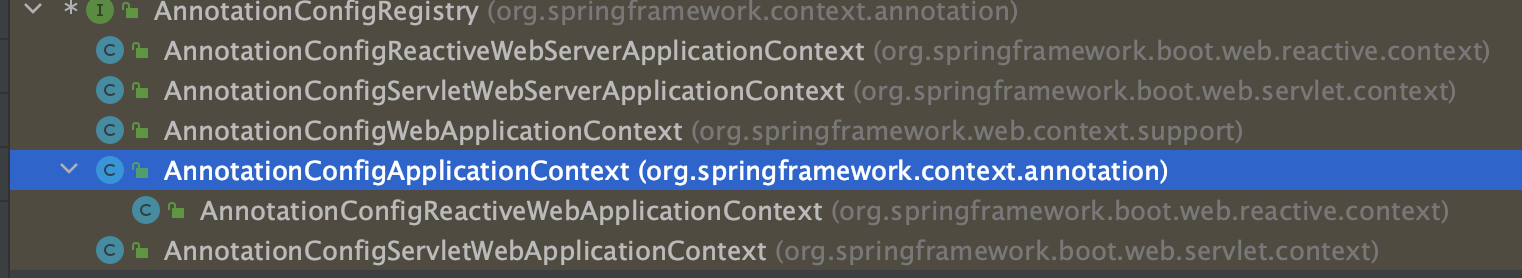 * I AnnotationConfigRegistry (org.springframework.context.annotation)
C AnnotationConfigReactiveWebServerApplicationContext (org.springframework.boot.web.reactive.context)
C AnnotationConfigServletWebServerApplicationContext (org.springframework.boot.web.servlet.context)
C AnnotationConfigWebApplicationContext (org.springframework.web.context.support)
C AnnotationConfigApplicationContext (org.springframework.context.annotation)
C AnnotationConfigReactiveWebApplicationContext (org.springframework.boot.web.reactive.context)
C AnnotationConfigServletWebApplicationContext (org.springframework.boot.web.servlet.context)